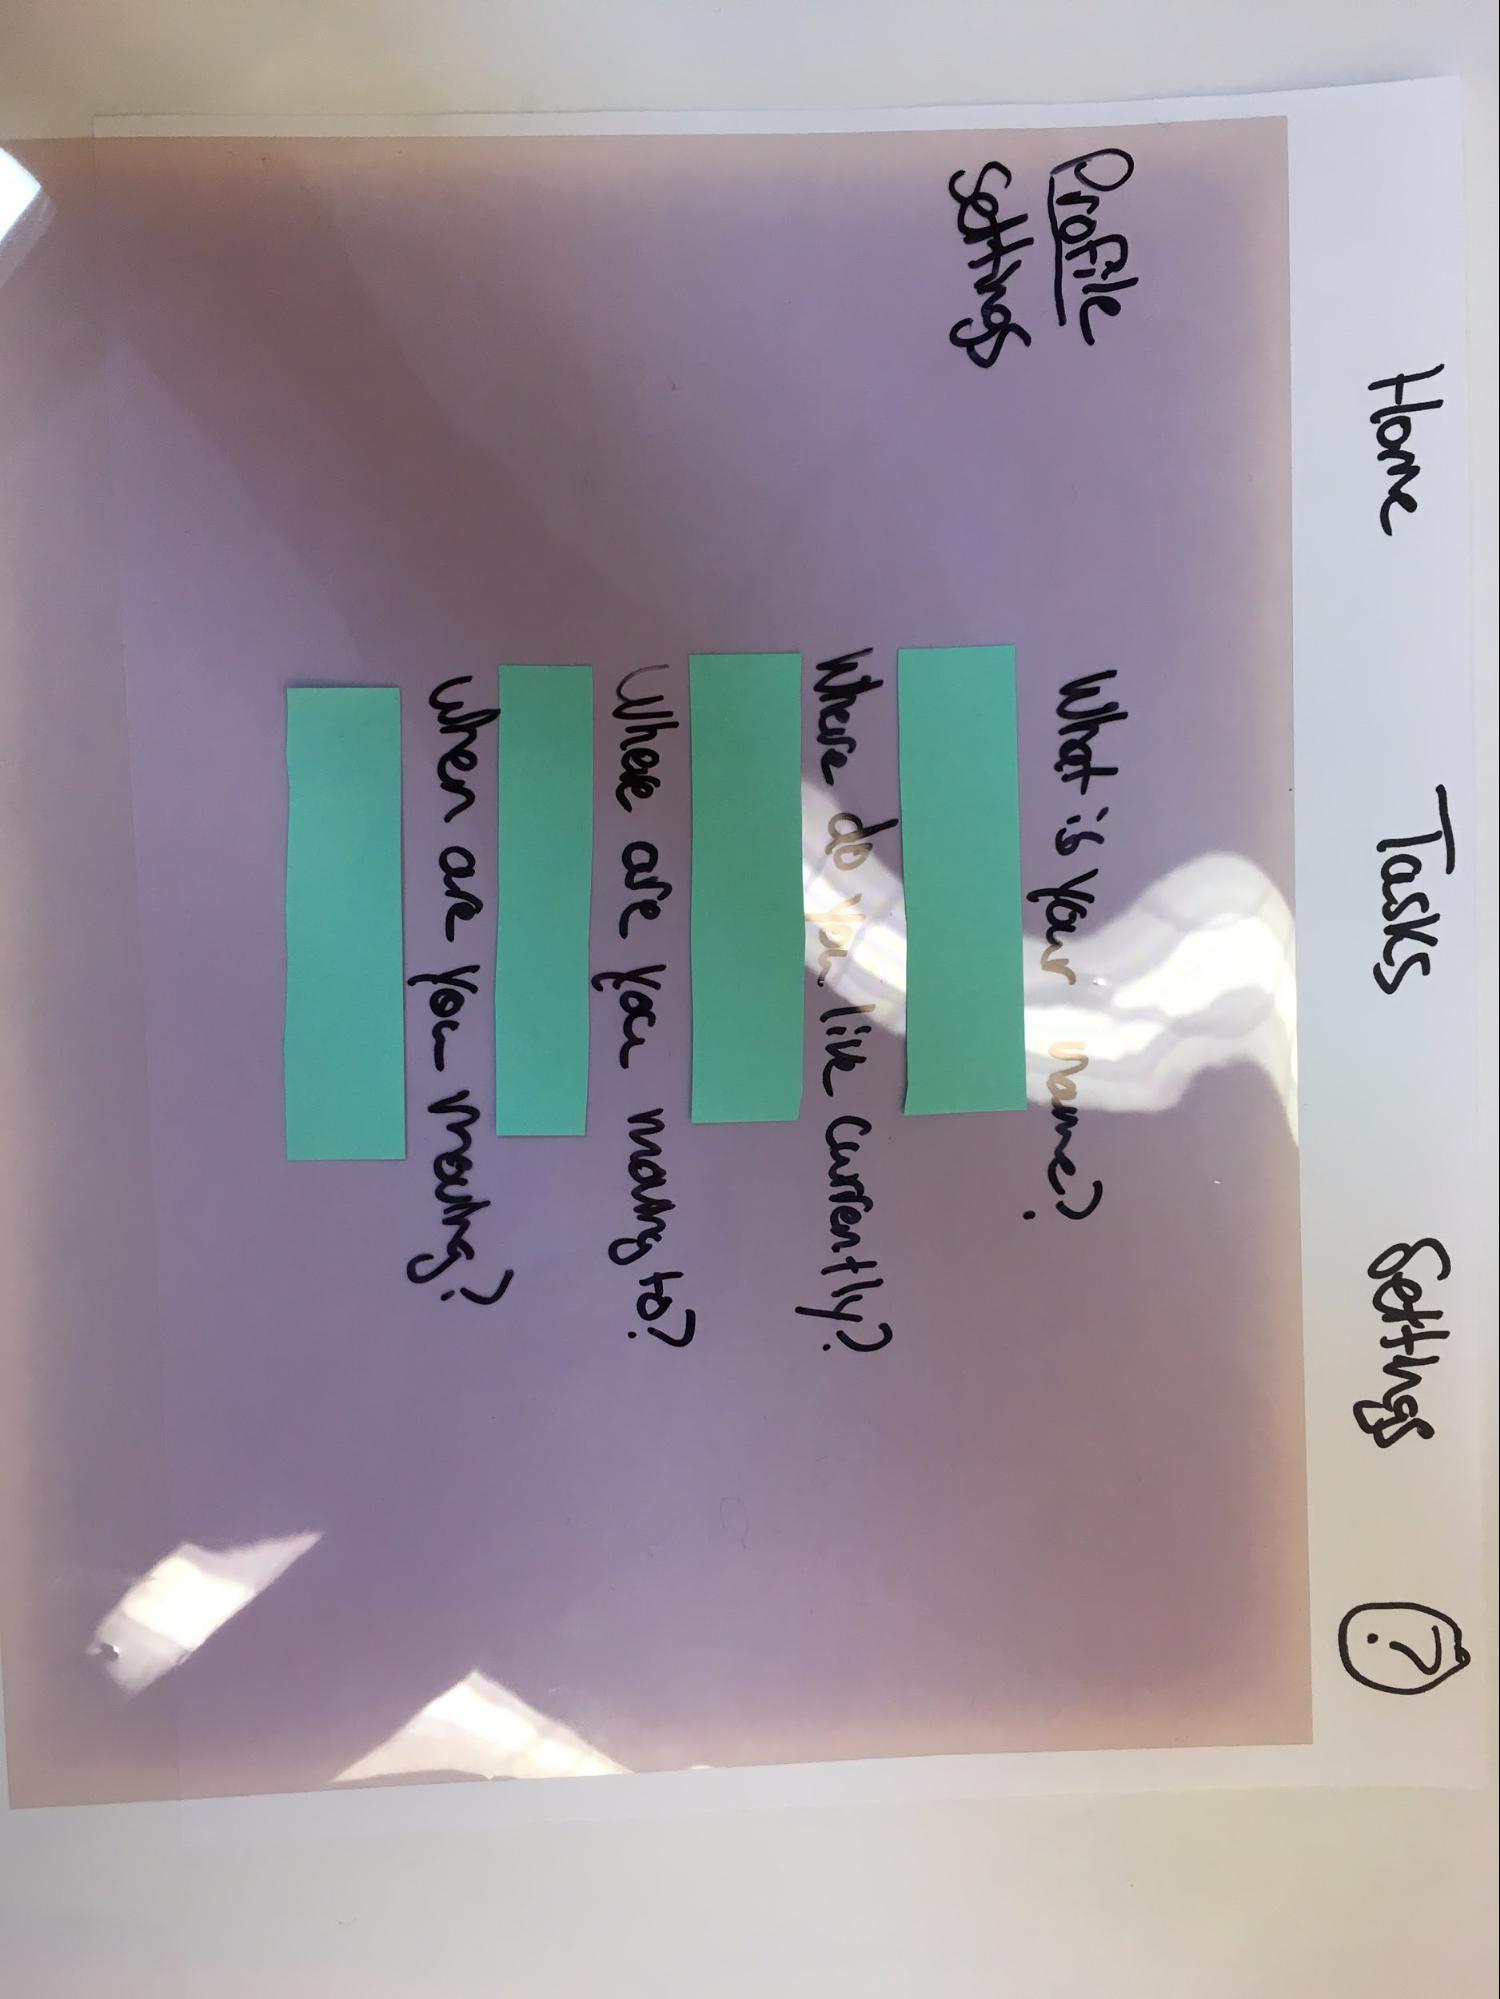 Home Tasks Settings ?
Profile
Settings
What is your name?
Where do you live currently?
Where are you moving to?
When are you moving?